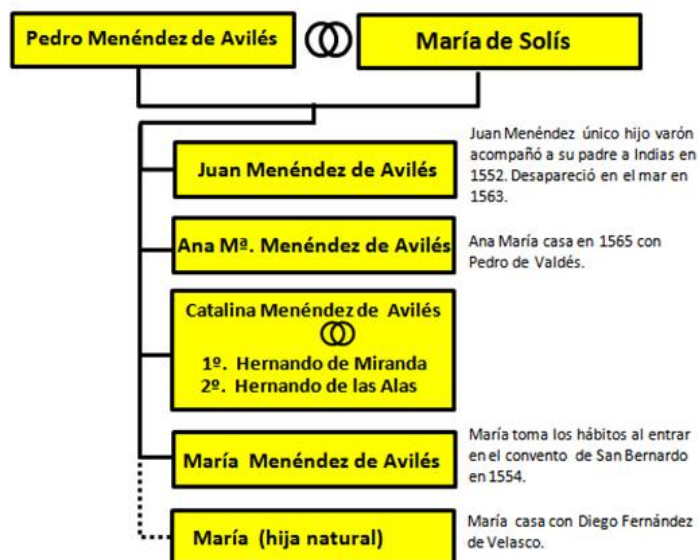 Pedro Menéndez de Avilés
María de Solís
Juan Menéndez de Avilés
Juan Menéndez único hijo varón
acompañó a su padre a Indias en
1552. Desapareció en el mar en
1563.
Ana Mª. Menéndez de Avilés
Ana María casa en 1565 con
Pedro de Valdés.
Catalina Menéndez de Avilés
1º. Hernando de Miranda
2º. Hernando de las Alas
María Menéndez de Avilés
María toma los hábitos al entrar
en el convento de San Bernardo
en 1554.
María (hija natural)
María casa con Diego Fernández
de Velasco.